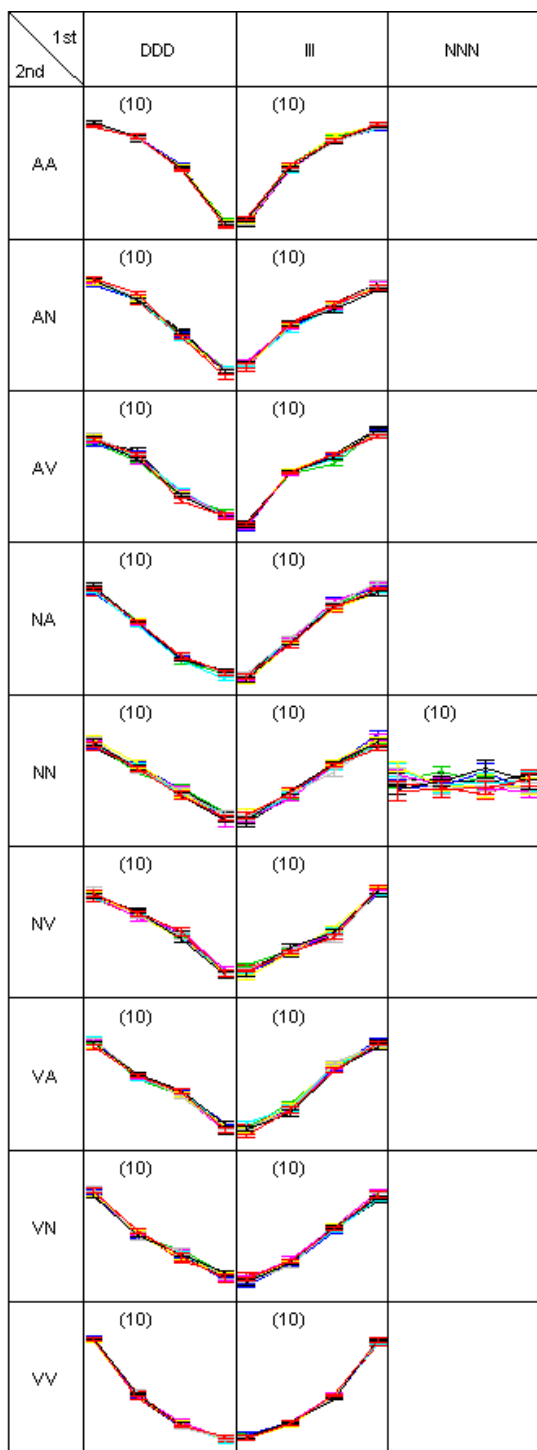 1st
2nd
DDD III NNN
(10) (10)
AA
(10) (10)
AN
(10) (10)
AV
(10) (10)
NA
(10) (10) (10)
NN
(10) (10)
NV
(10) (10)
VA
(10) (10)
VN
(10) (10)
VV